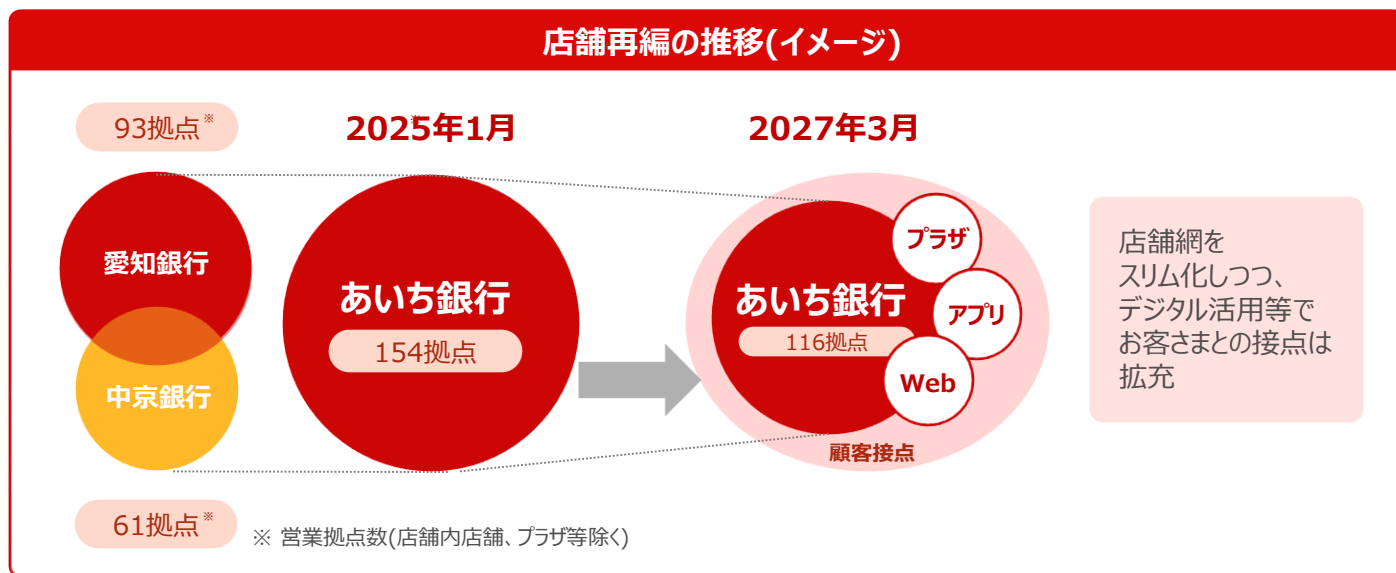 店舗再編の推移(イメージ)
93拠点※
2025年1月
※
2027年3月
愛知銀行
中京銀行
61拠点※
あいち銀行
154拠点
あいち銀行
116拠点
プラザ
アプリ
Web
顧客接点
店舗網を
スリム化しつつ、
デジタル活用等で
お客さまとの接点は
拡充
※ 営業拠点数(店舗内店舗、プラザ等除く)